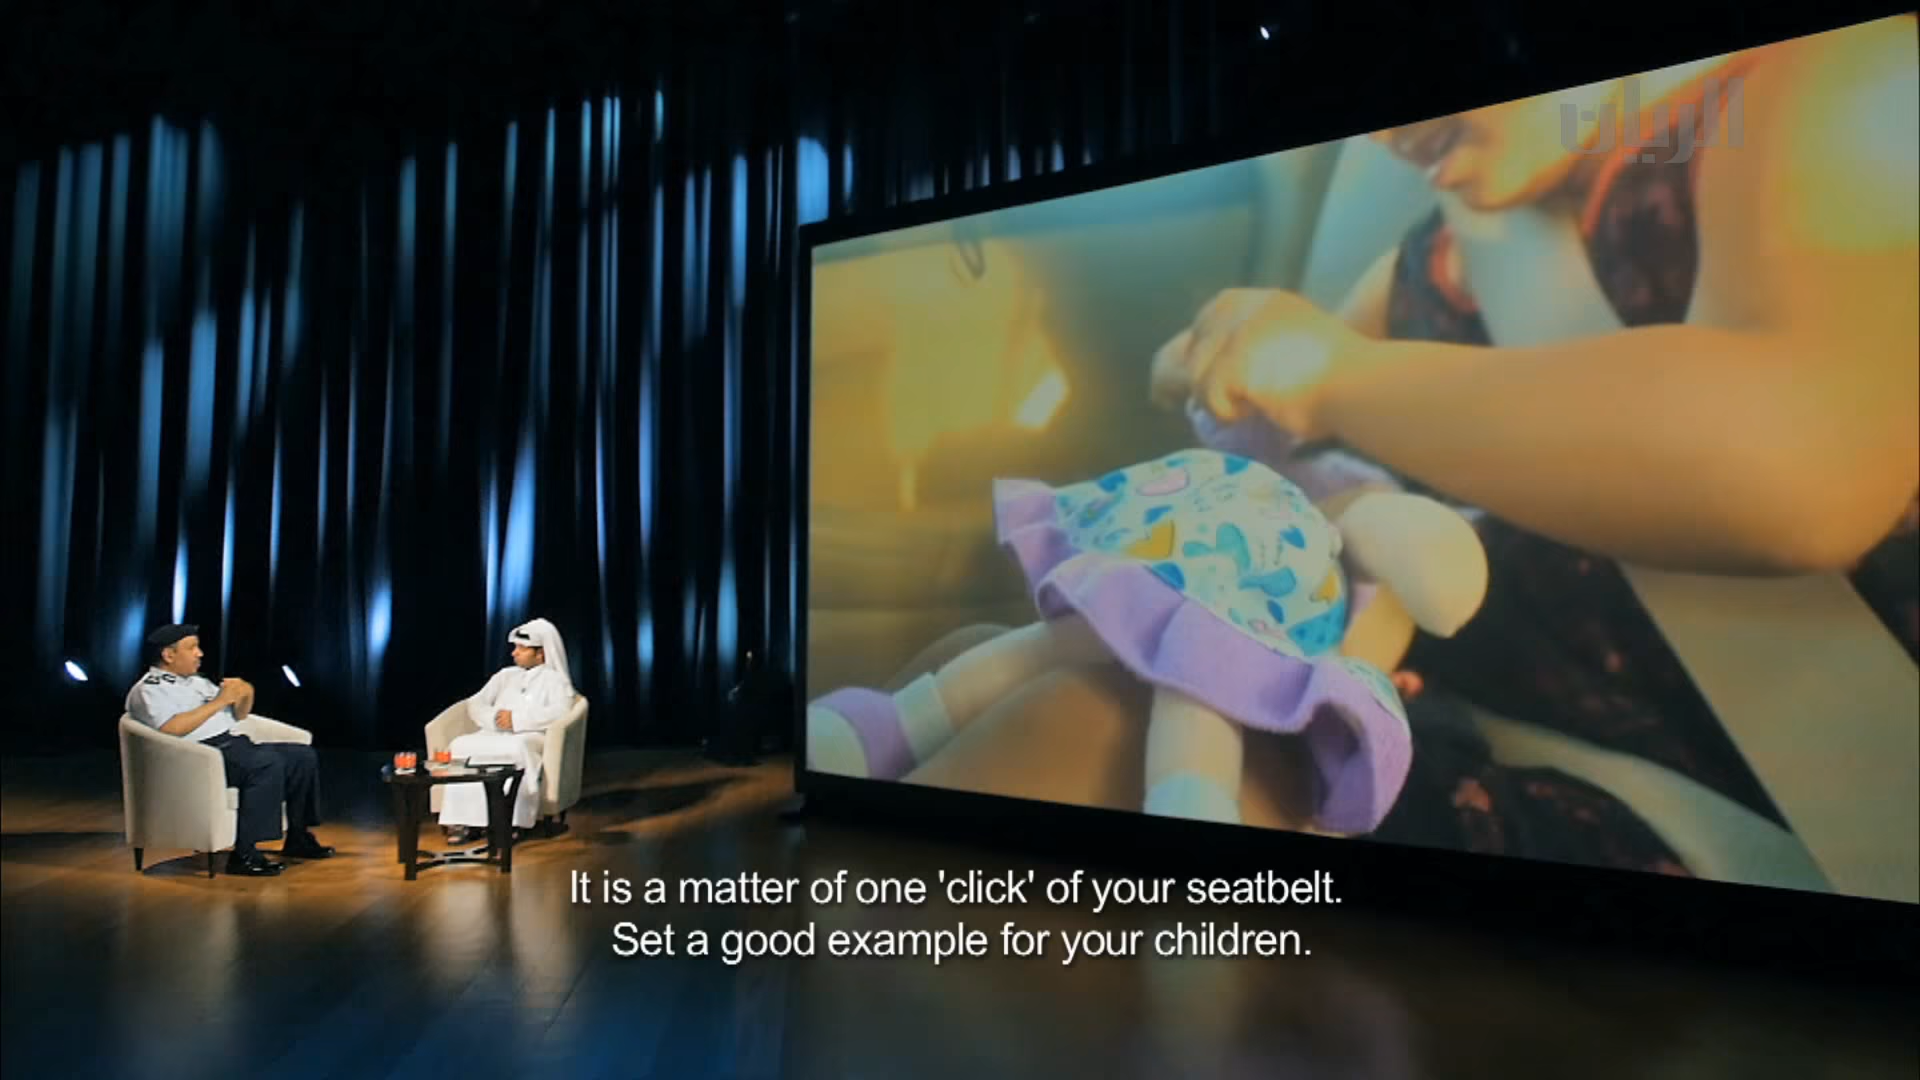 الريان
It is a matter of one 'click' of your seatbelt.
Set a good example for your children.